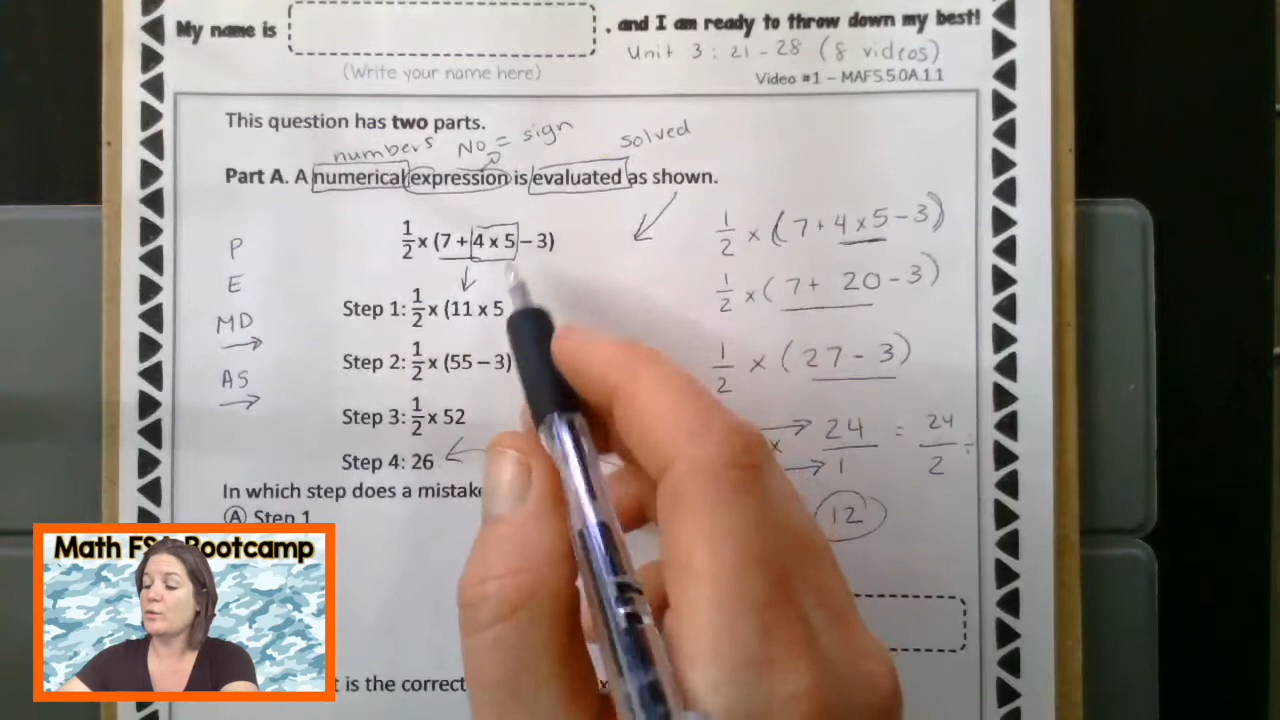 My name is , and I am ready to throw down my best!
(Write your name here)
Unit 3 : 21 - 28 (8 videos)
Video #1 - MAFS.5.OA.1.1
This question has two parts.
numbers No = sign solved
Part A. A numerical expression is evaluated as shown.
1/2 x (7 + 4 x 5 – 3)
Step 1: 1/2 x (11 x 5
Step 2: 1/2 x (55 – 3)
Step 3: 1/2 x 52
Step 4: 26
In which step does a
A Step 1
P
E
MD
AS
1/2 x (7 + 4 x 5 - 3)
1/2 x (7 + 20 - 3)
1/2 x (27 - 3)
x 24/1 = 24/2 ÷
12
is the correct
Math Bootcamp